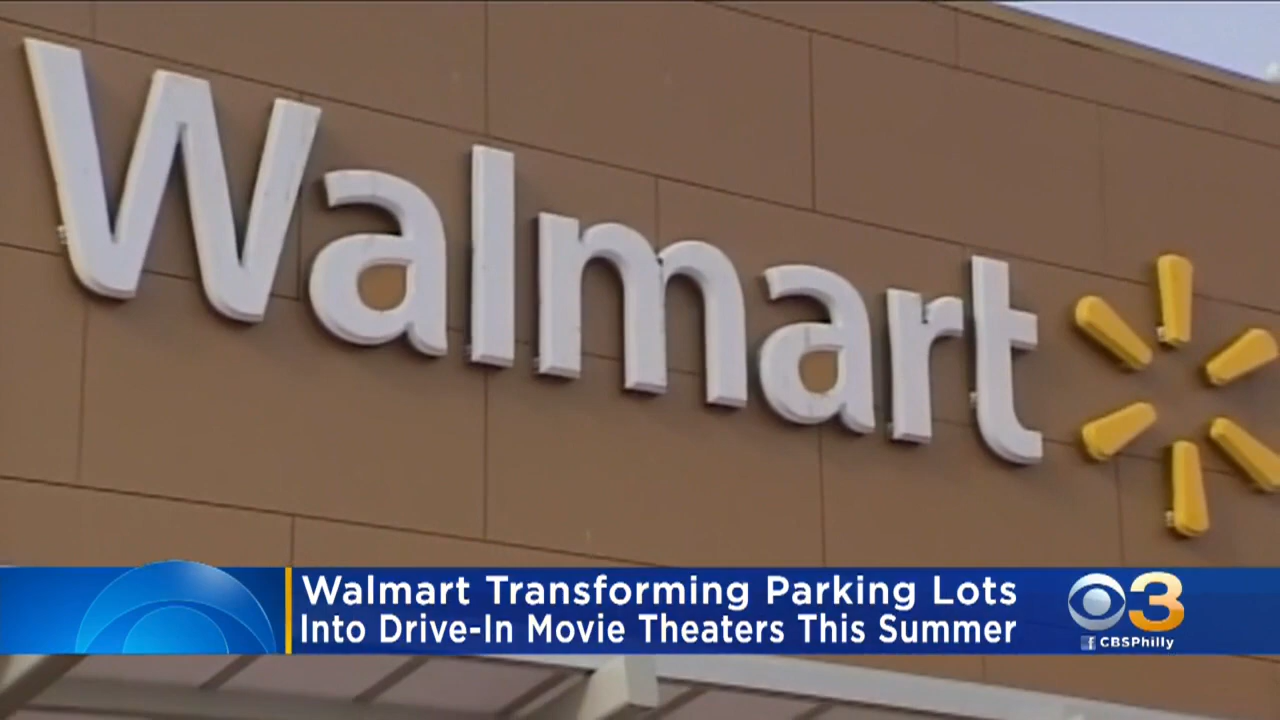 Walmart
Walmart Transforming Parking Lots
Into Drive-In Movie Theaters This Summer
3
f CBSPhilly